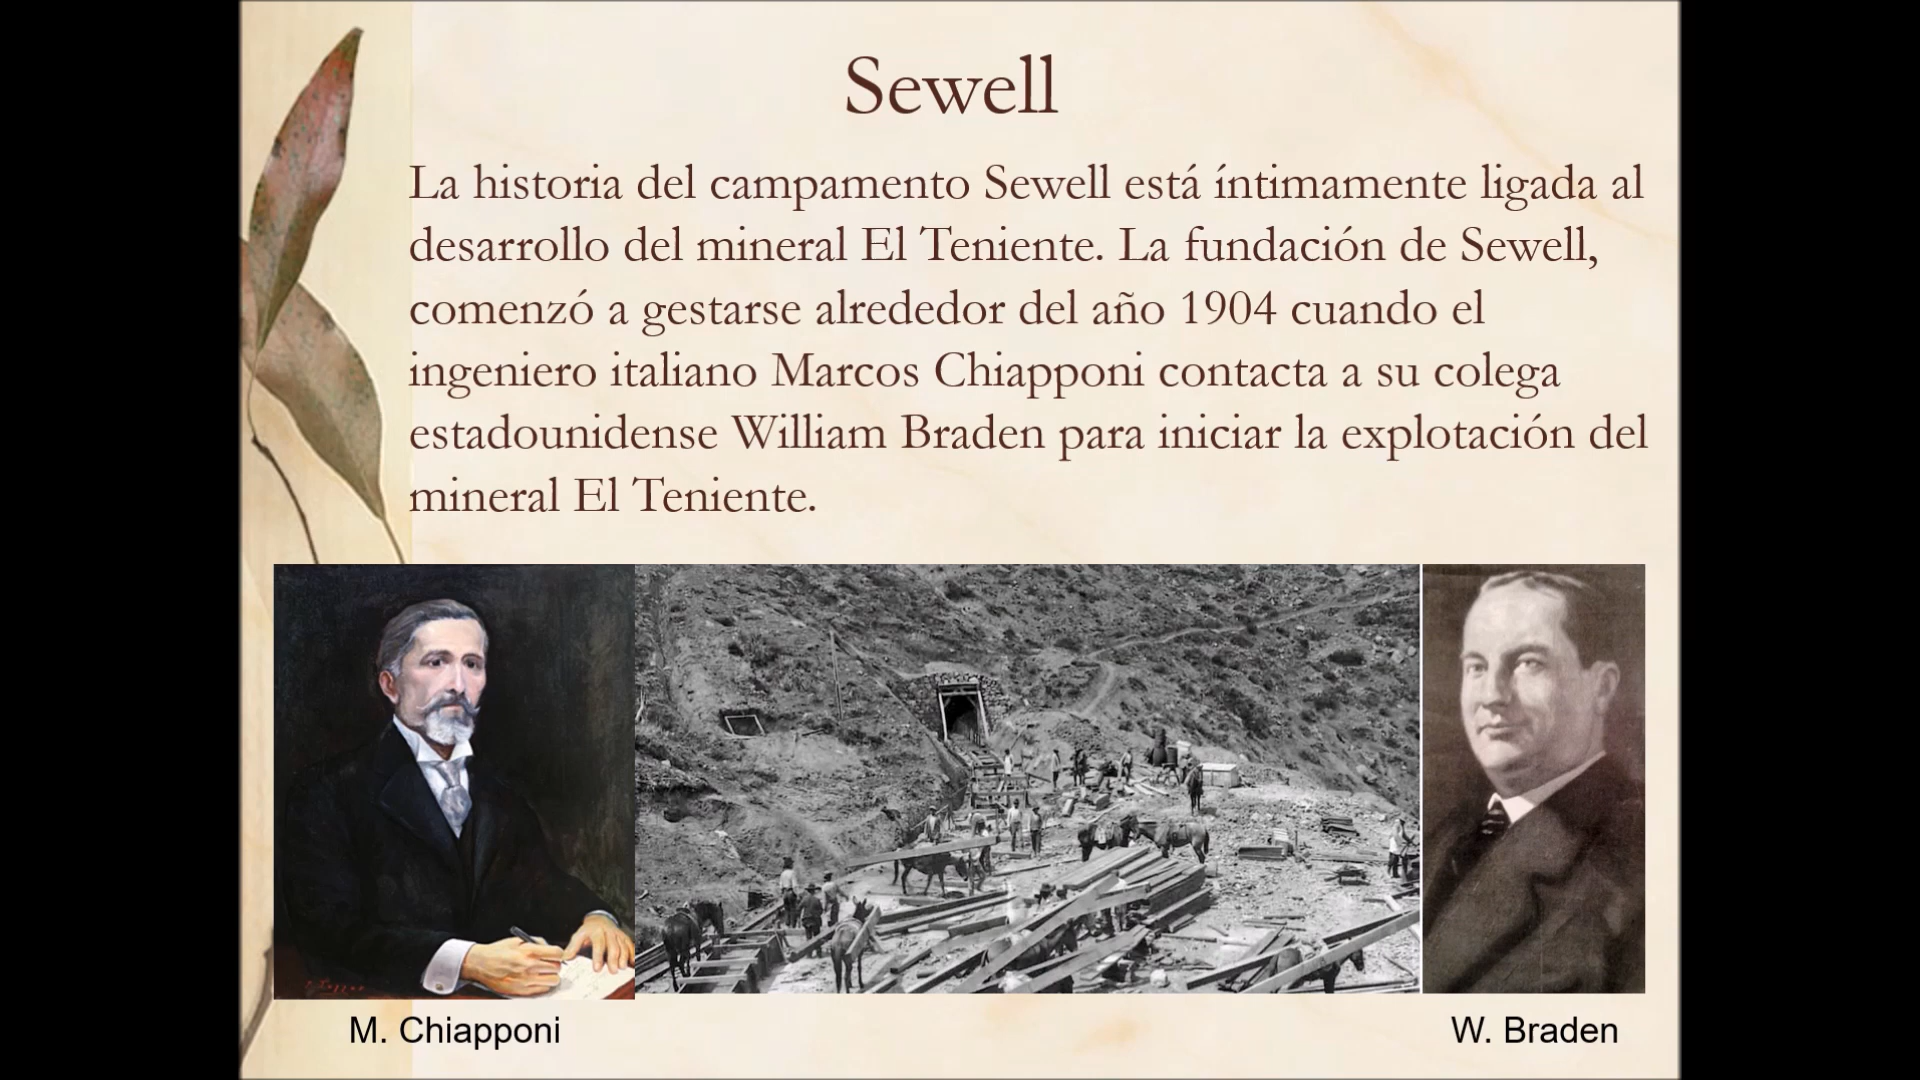 Sewell
La historia del campamento Sewell está íntimamente ligada al
desarrollo del mineral El Teniente. La fundación de Sewell,
comenzó a gestarse alrededor del año 1904 cuando el
ingeniero italiano Marcos Chiapponi contacta a su colega
estadounidense William Braden para iniciar la explotación del
mineral El Teniente.
M. Chiapponi
W. Braden